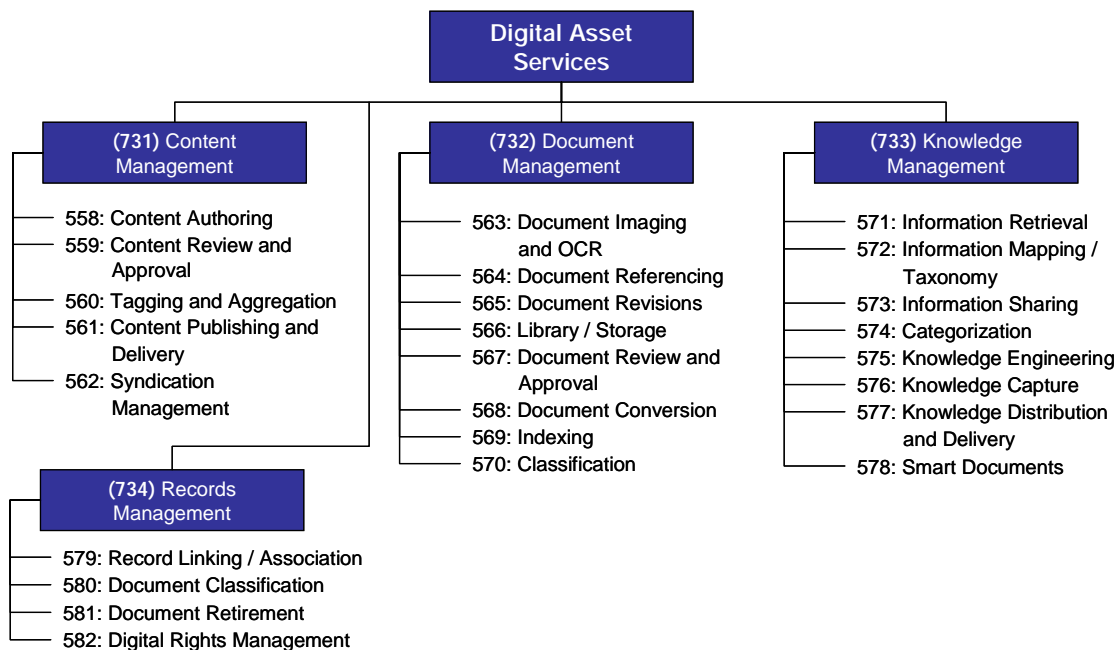 Digital Asset
Services
(731) Content
Management
558: Content Authoring
559: Content Review and
Approval
560: Tagging and Aggregation
561: Content Publishing and
Delivery
562: Syndication
Management
(732) Document
Management
563: Document Imaging
and OCR
564: Document Referencing
565: Document Revisions
566: Library / Storage
567: Document Review and
Approval
568: Document Conversion
569: Indexing
570: Classification
(733) Knowledge
Management
571: Information Retrieval
572: Information Mapping /
Taxonomy
573: Information Sharing
574: Categorization
575: Knowledge Engineering
576: Knowledge Capture
577: Knowledge Distribution
and Delivery
578: Smart Documents
(734) Records
Management
579: Record Linking / Association
580: Document Classification
581: Document Retirement
582: Digital Rights Management